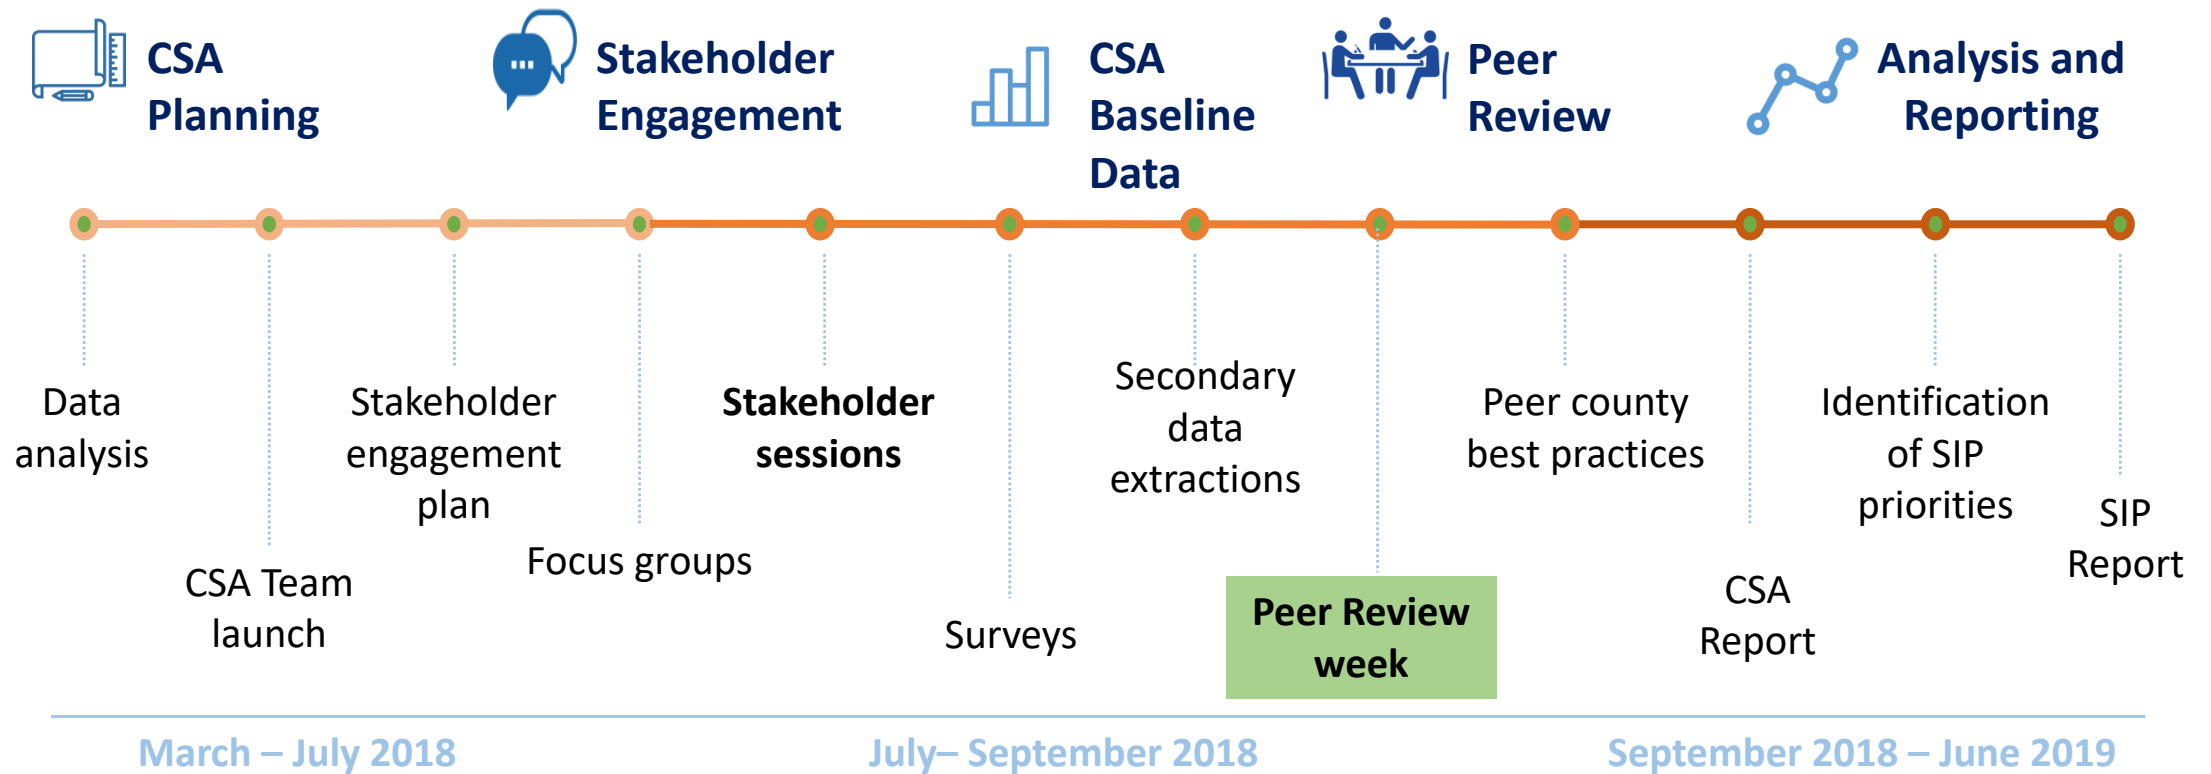 CSA
Planning
Stakeholder
Engagement
CSA
Baseline
Data
Peer
Review
Analysis and
Reporting
Data
analysis
CSA Team
launch
Stakeholder
engagement
plan
Focus groups
Stakeholder
sessions
Surveys
Secondary
data
extractions
Peer Review
week
Peer county
best practices
CSA
Report
Identification
of SIP
priorities
SIP
Report
March – July 2018
July– September 2018
September 2018 – June 2019